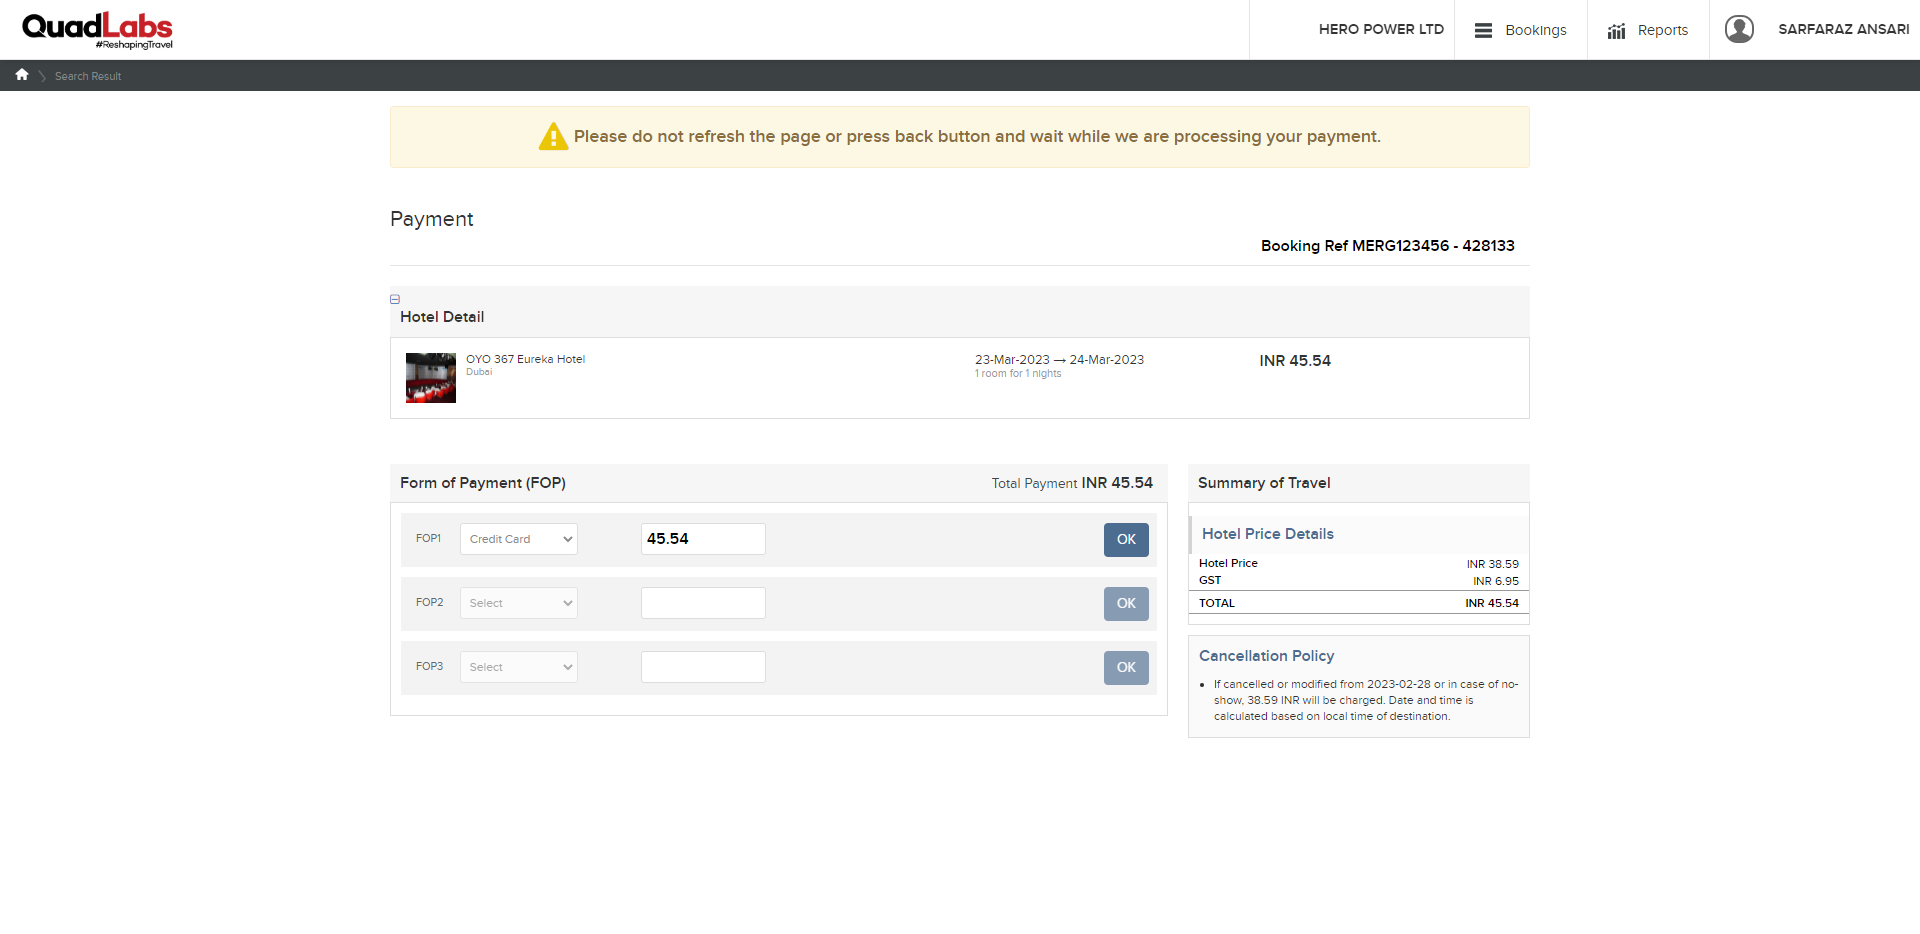 QuadLabs
#ReshapingTravel
HERO POWER LTD
Bookings
Reports
SARFARAZ ANSARI
Search Result
Please do not refresh the page or press back button and wait while we are processing your payment.
Payment
Booking Ref MERG123456 - 428133
Hotel Detail
OYO 367 Eureka Hotel
Dubai
23-Mar-2023 → 24-Mar-2023
1 room for 1 nights
INR 45.54
Form of Payment (FOP)
Total Payment INR 45.54
FOP1 Credit Card 45.54 OK
FOP2 Select OK
FOP3 Select OK
Summary of Travel
Hotel Price Details
Hotel Price INR 38.59
GST INR 6.95
TOTAL INR 45.54
Cancellation Policy
• If cancelled or modified from 2023-02-28 or in case of no-
show, 38.59 INR will be charged. Date and time is
calculated based on local time of destination.